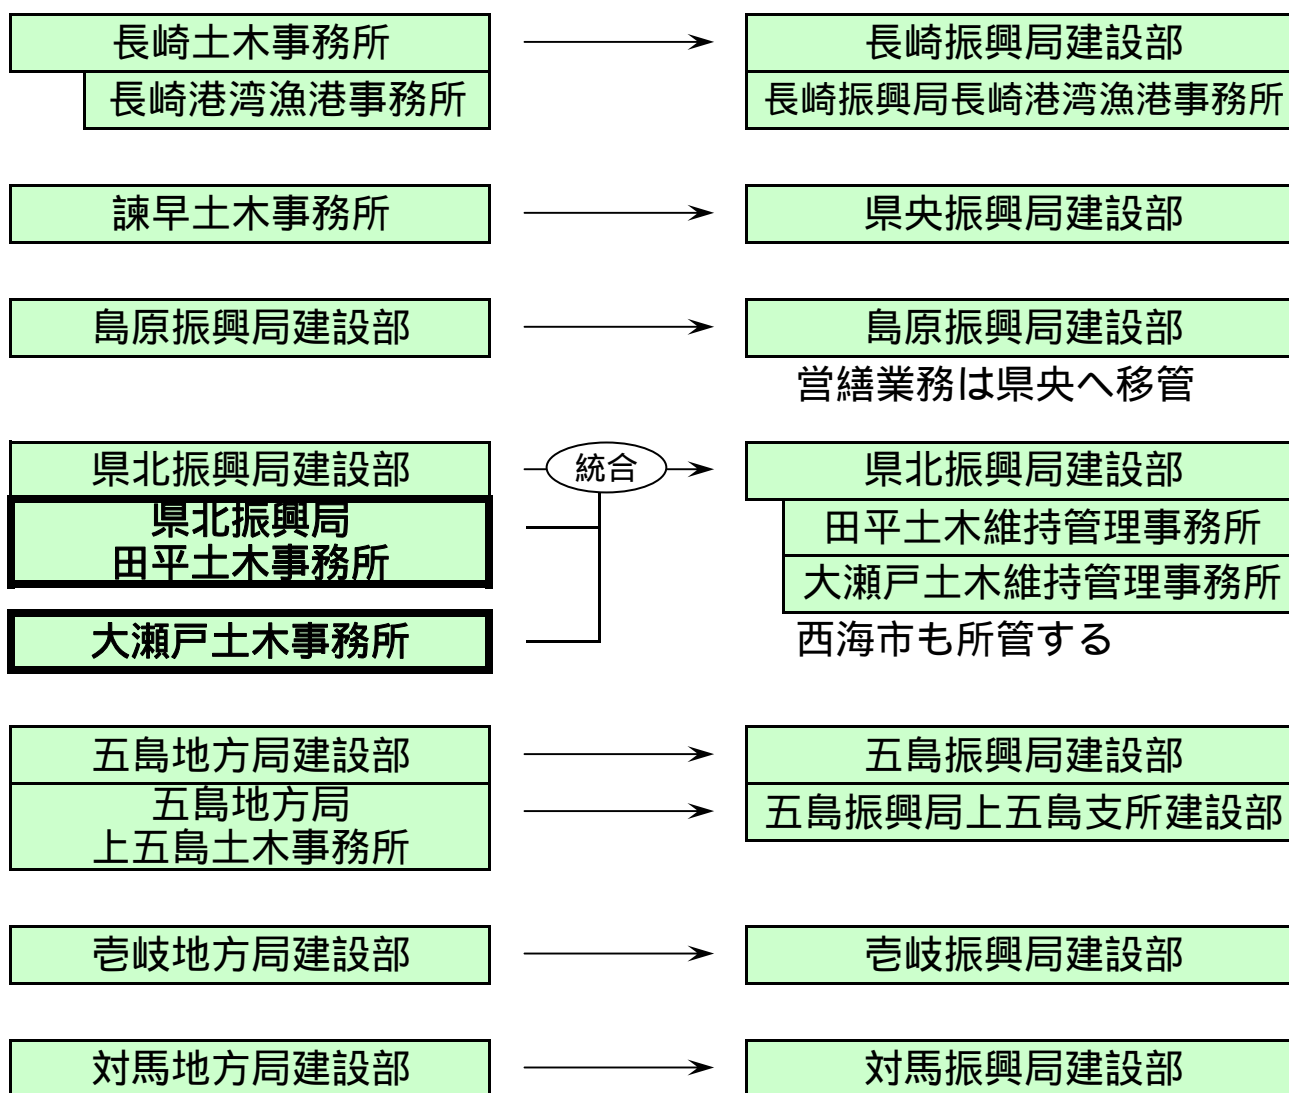 長崎土木事務所
長崎振興局建設部
長崎港湾漁港事務所
長崎振興局長崎港湾漁港事務所
諫早土木事務所
県央振興局建設部
島原振興局建設部
島原振興局建設部
営繕業務は県央へ移管
県北振興局建設部
統合
県北振興局建設部
県北振興局
田平土木事務所
田平土木維持管理事務所
大瀬戸土木維持管理事務所
大瀬戸土木事務所
西海市も所管する
五島地方局建設部
五島振興局建設部
五島地方局
上五島土木事務所
五島振興局上五島支所建設部
壱岐地方局建設部
壱岐振興局建設部
対馬地方局建設部
対馬振興局建設部